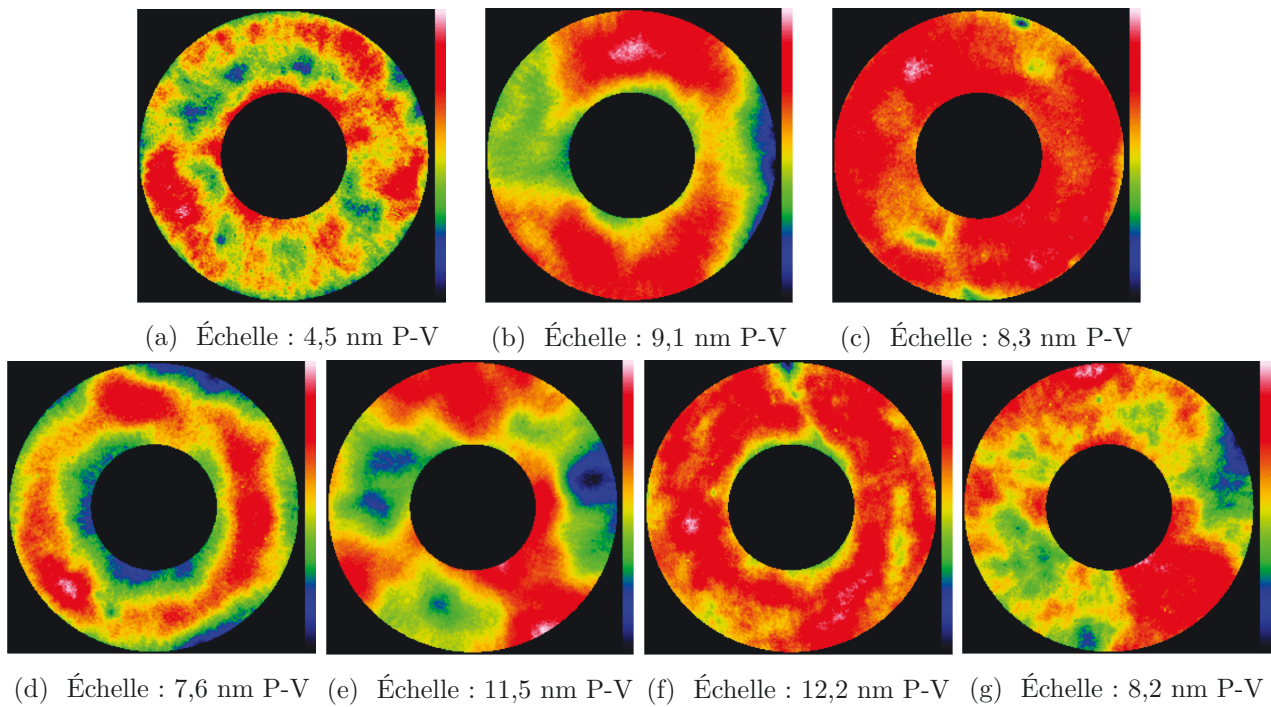 (a) Échelle : 4,5 nm P-V
(b) Échelle : 9,1 nm P-V
(c) Échelle : 8,3 nm P-V
(d) Échelle : 7,6 nm P-V
(e) Échelle : 11,5 nm P-V
(f) Échelle : 12,2 nm P-V
(g) Échelle : 8,2 nm P-V